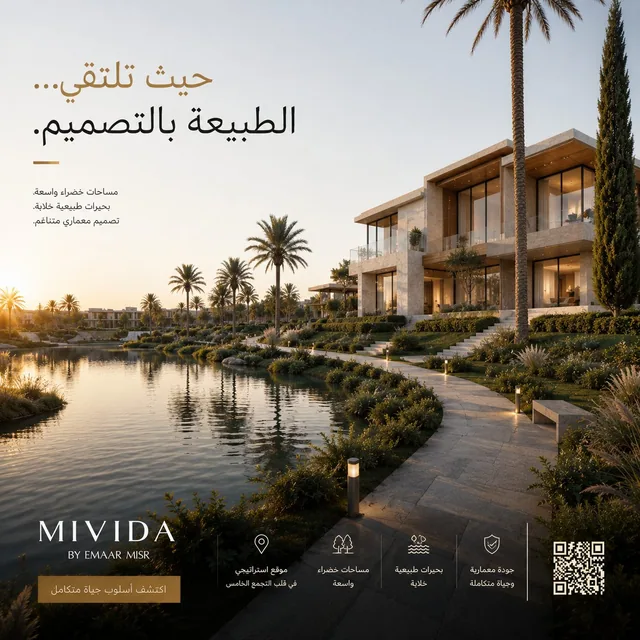 حيث تلتقي...
الطبيعة بالتصميم.
مساحات خضراء واسعة.
بحيرات طبيعية خلابة.
تصميم معماري متناغم.
MIVIDA
BY EMAAR MISR
اكتشف أسلوب حياة متكامل
موقع استراتيجي
في قلب التجمع الخامس
مساحات خضراء
واسعة
بحيرات طبيعية
خلابة
جودة معمارية
وحياة متكاملة